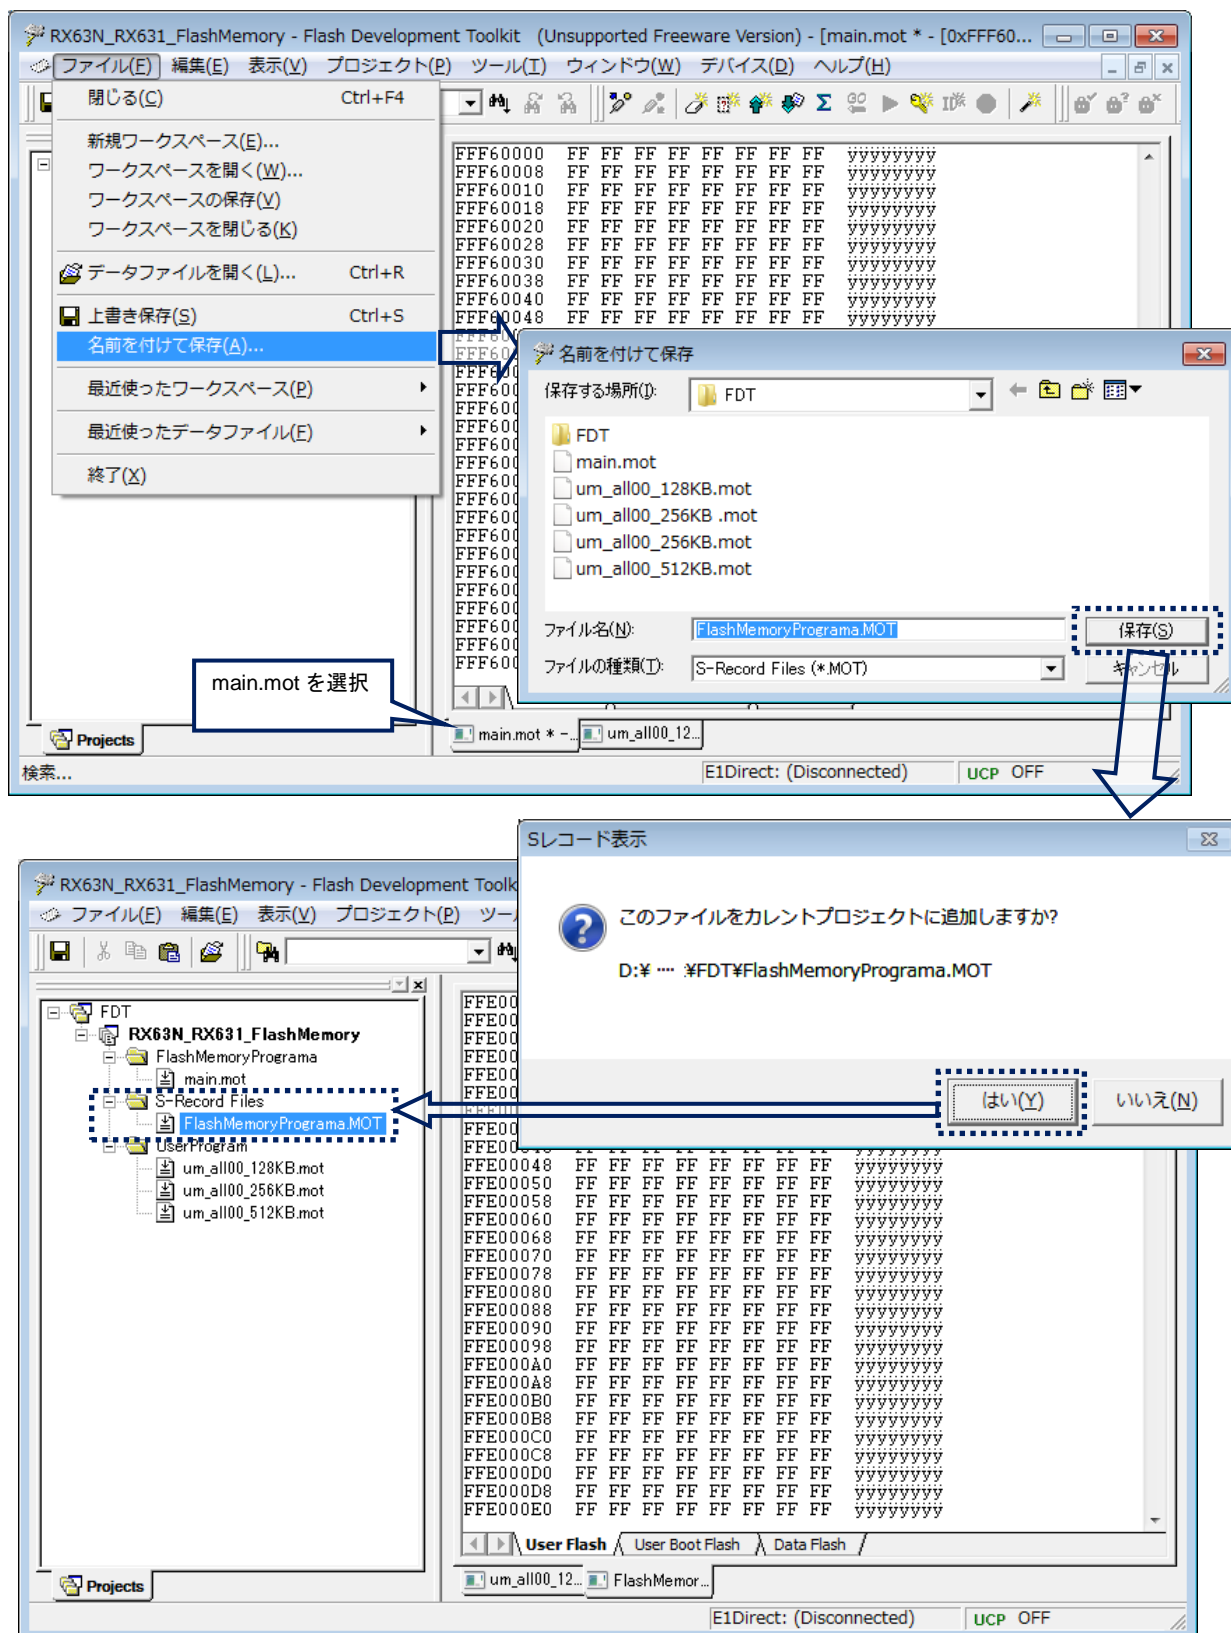 RX63N_RX631_FlashMemory - Flash Development Toolkit   (Unsupported Freeware Version) - [main.mot * - [0xFFF60...
ファイル(F)  編集(E)  表示(V)  プロジェクト(P)  ツール(T)  ウィンドウ(W)  デバイス(D)  ヘルプ(H)
閉じる(C)  Ctrl+F4
新規ワークスペース(E)...
ワークスペースを開く(W)...
ワークスペースの保存(V)
ワークスペースを閉じる(K)
データファイルを開く(L)...  Ctrl+R
上書き保存(S)  Ctrl+S
名前を付けて保存(A)...
最近使ったワークスペース(P)
最近使ったデータファイル(F)
終了(X)
FFF60000  FF FF FF FF FF FF FF FF  ÿÿÿÿÿÿÿÿ
FFF60008  FF FF FF FF FF FF FF FF  ÿÿÿÿÿÿÿÿ
FFF60010  FF FF FF FF FF FF FF FF  ÿÿÿÿÿÿÿÿ
FFF60018  FF FF FF FF FF FF FF FF  ÿÿÿÿÿÿÿÿ
FFF60020  FF FF FF FF FF FF FF FF  ÿÿÿÿÿÿÿÿ
FFF60028  FF FF FF FF FF FF FF FF  ÿÿÿÿÿÿÿÿ
FFF60030  FF FF FF FF FF FF FF FF  ÿÿÿÿÿÿÿÿ
FFF60038  FF FF FF FF FF FF FF FF  ÿÿÿÿÿÿÿÿ
FFF60040  FF FF FF FF FF FF FF FF  ÿÿÿÿÿÿÿÿ
FFF60048  FF FF FF FF FF FF FF FF  ÿÿÿÿÿÿÿÿ
名前を付けて保存
保存する場所(I):  FDT
FDT
main.mot
um_all00_128KB.mot
um_all00_256KB .mot
um_all00_256KB.mot
um_all00_512KB.mot
ファイル名(N):  FlashMemoryPrograma.MOT  保存(S)
ファイルの種類(T):  S-Record Files (*.MOT)  キャンセル
main.mot を選択
Projects
main.mot * -...  um_all00_12...
検索...  E1Direct: (Disconnected)  UCP  OFF
Sレコード表示
このファイルをカレントプロジェクトに追加しますか?
D:¥ ···· :¥FDT¥FlashMemoryPrograma.MOT
はい(Y)  いいえ(N)
RX63N_RX631_FlashMemory - Flash Development Toolk
ファイル(F)  編集(E)  表示(V)  プロジェクト(P)  ツー
FDT
RX63N_RX631_FlashMemory
FlashMemoryPrograma
main.mot
S-Record Files
FlashMemoryPrograma.MOT
UserProgram
um_all00_128KB.mot
um_all00_256KB.mot
um_all00_512KB.mot
FFE00048  FF FF FF FF FF FF FF FF  ÿÿÿÿÿÿÿÿ
FFE00050  FF FF FF FF FF FF FF FF  ÿÿÿÿÿÿÿÿ
FFE00058  FF FF FF FF FF FF FF FF  ÿÿÿÿÿÿÿÿ
FFE00060  FF FF FF FF FF FF FF FF  ÿÿÿÿÿÿÿÿ
FFE00068  FF FF FF FF FF FF FF FF  ÿÿÿÿÿÿÿÿ
FFE00070  FF FF FF FF FF FF FF FF  ÿÿÿÿÿÿÿÿ
FFE00078  FF FF FF FF FF FF FF FF  ÿÿÿÿÿÿÿÿ
FFE00080  FF FF FF FF FF FF FF FF  ÿÿÿÿÿÿÿÿ
FFE00088  FF FF FF FF FF FF FF FF  ÿÿÿÿÿÿÿÿ
FFE00090  FF FF FF FF FF FF FF FF  ÿÿÿÿÿÿÿÿ
FFE00098  FF FF FF FF FF FF FF FF  ÿÿÿÿÿÿÿÿ
FFE000A0  FF FF FF FF FF FF FF FF  ÿÿÿÿÿÿÿÿ
FFE000A8  FF FF FF FF FF FF FF FF  ÿÿÿÿÿÿÿÿ
FFE000B0  FF FF FF FF FF FF FF FF  ÿÿÿÿÿÿÿÿ
FFE000B8  FF FF FF FF FF FF FF FF  ÿÿÿÿÿÿÿÿ
FFE000C0  FF FF FF FF FF FF FF FF  ÿÿÿÿÿÿÿÿ
FFE000C8  FF FF FF FF FF FF FF FF  ÿÿÿÿÿÿÿÿ
FFE000D0  FF FF FF FF FF FF FF FF  ÿÿÿÿÿÿÿÿ
FFE000D8  FF FF FF FF FF FF FF FF  ÿÿÿÿÿÿÿÿ
FFE000E0  FF FF FF FF FF FF FF FF  ÿÿÿÿÿÿÿÿ
User Flash  User Boot Flash  Data Flash
Projects
um_all00_12...  FlashMemor...
E1Direct: (Disconnected)  UCP  OFF